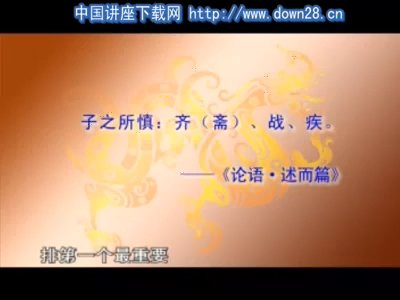 中国讲座下载网 http://www.down28.cn
子之所慎：齐（斋）、战、疾。
——《论语·述而篇》
排第一个最重要